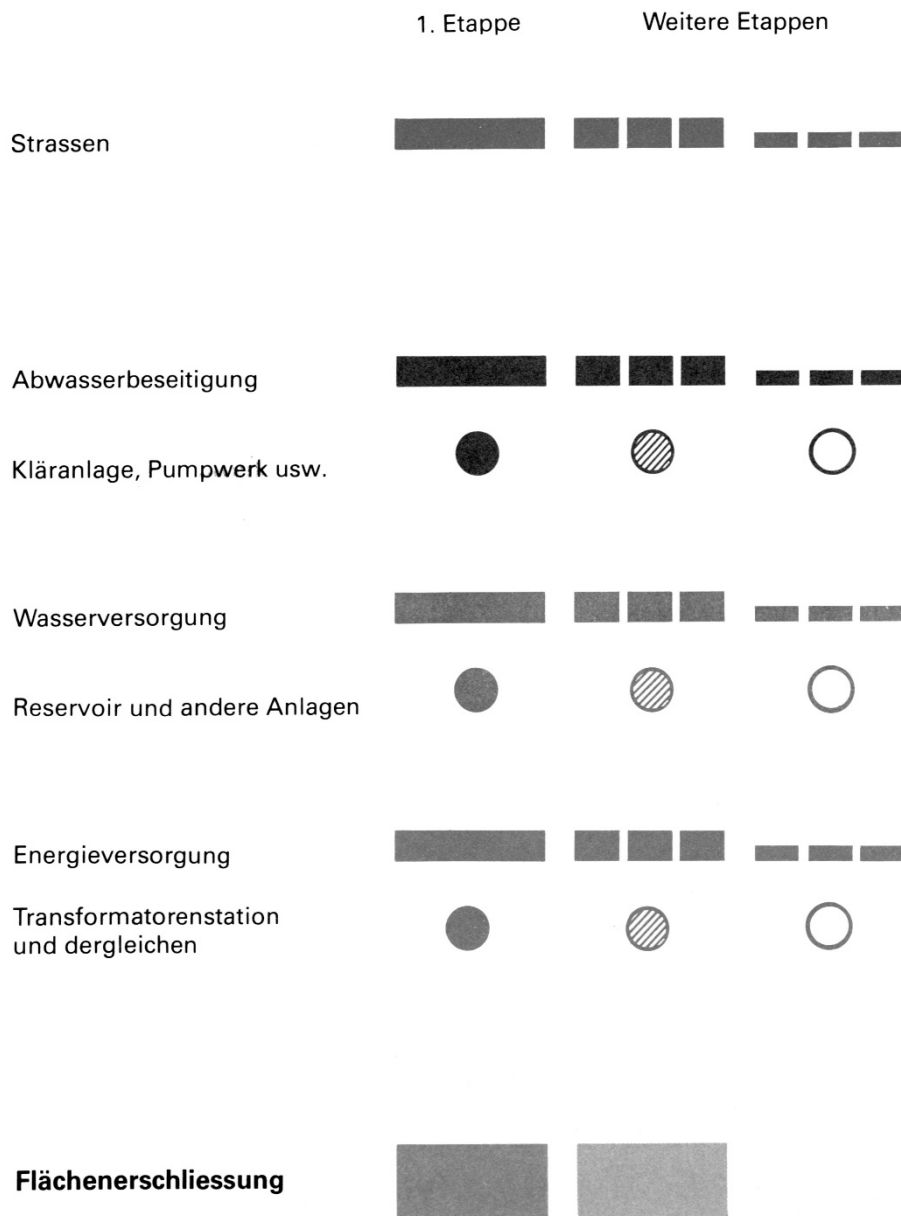 1. Etappe Weitere Etappen
Strassen
Abwasserbeseitigung
Kläranlage, Pumpwerk usw.
Wasserversorgung
Reservoir und andere Anlagen
Energieversorgung
Transformatorenstation
und dergleichen
Flächenerschliessung